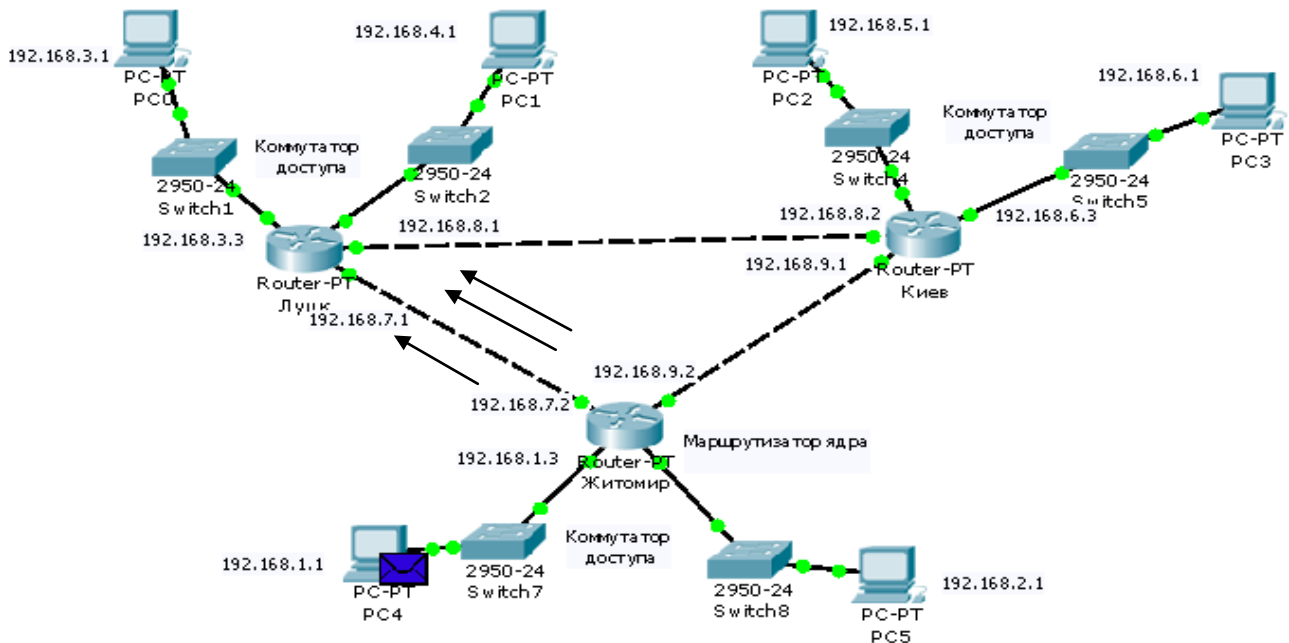 192.168.3.1
PC-PT
PC0
192.168.4.1
PC-PT
PC1
192.168.5.1
PC-PT
PC2
192.168.6.1
PC-PT
PC3
Коммутатор
доступа
2950-24
Switch1
2950-24
Switch2
Коммутатор
доступа
2950-24
Switch4
2950-24
Switch5
192.168.3.3
192.168.8.1
192.168.8.2
192.168.6.3
192.168.9.1
Router-PT
Луцк
Router-PT
Киев
192.168.7.1
192.168.9.2
192.168.7.2
Маршрутизатор ядра
192.168.1.3
Router-PT
Житомир
Коммутатор
доступа
192.168.1.1
PC-PT
PC4
2950-24
Switch7
2950-24
Switch8
192.168.2.1
PC-PT
PC5